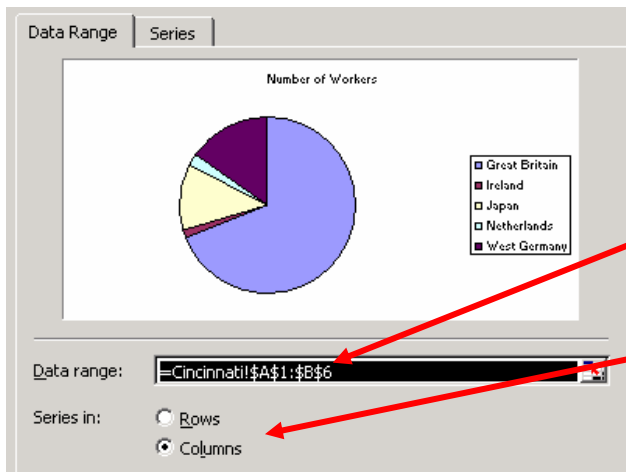 Data Range Series
Number of Workers
Great Britain
Ireland
Japan
Netherlands
West Germany
Data range: =Cincinnati!$A$1:$B$6
Series in: Rows
Columns